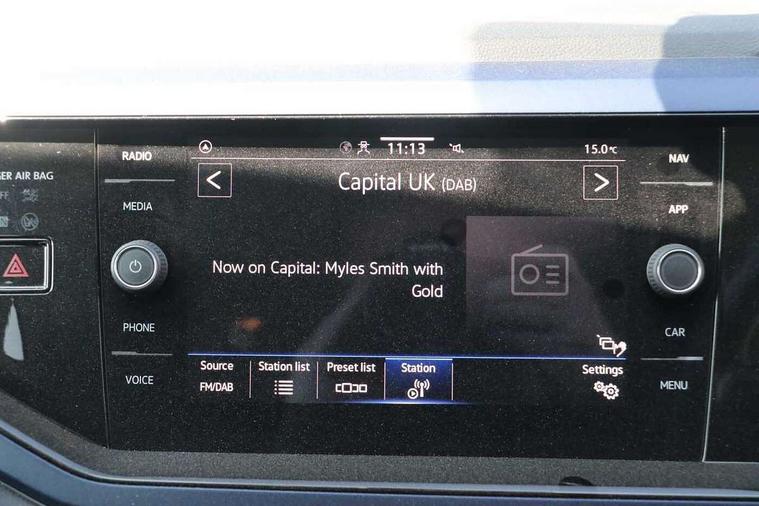 RADIO
MEDIA
PHONE
VOICE
GER AIR BAG
11:13
15.0°C
Capital UK (DAB)
Now on Capital: Myles Smith with
Gold
Source
FM/DAB
Station list
Preset list
Station
Settings
NAV
APP
CAR
MENU